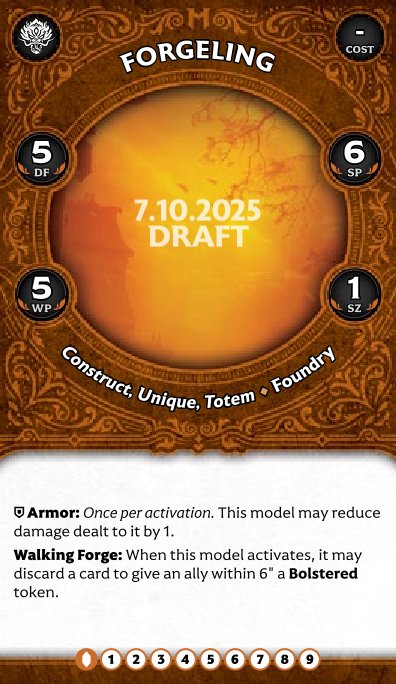 -
COST
FORGELING
5
DF
6
SP
7.10.2025
DRAFT
5
WP
1
SZ
Construct, Unique, Totem ♦ Foundry
Armor: Once per activation. This model may reduce
damage dealt to it by 1.
Walking Forge: When this model activates, it may
discard a card to give an ally within 6" a Bolstered
token.
1 2 3 4 5 6 7 8 9